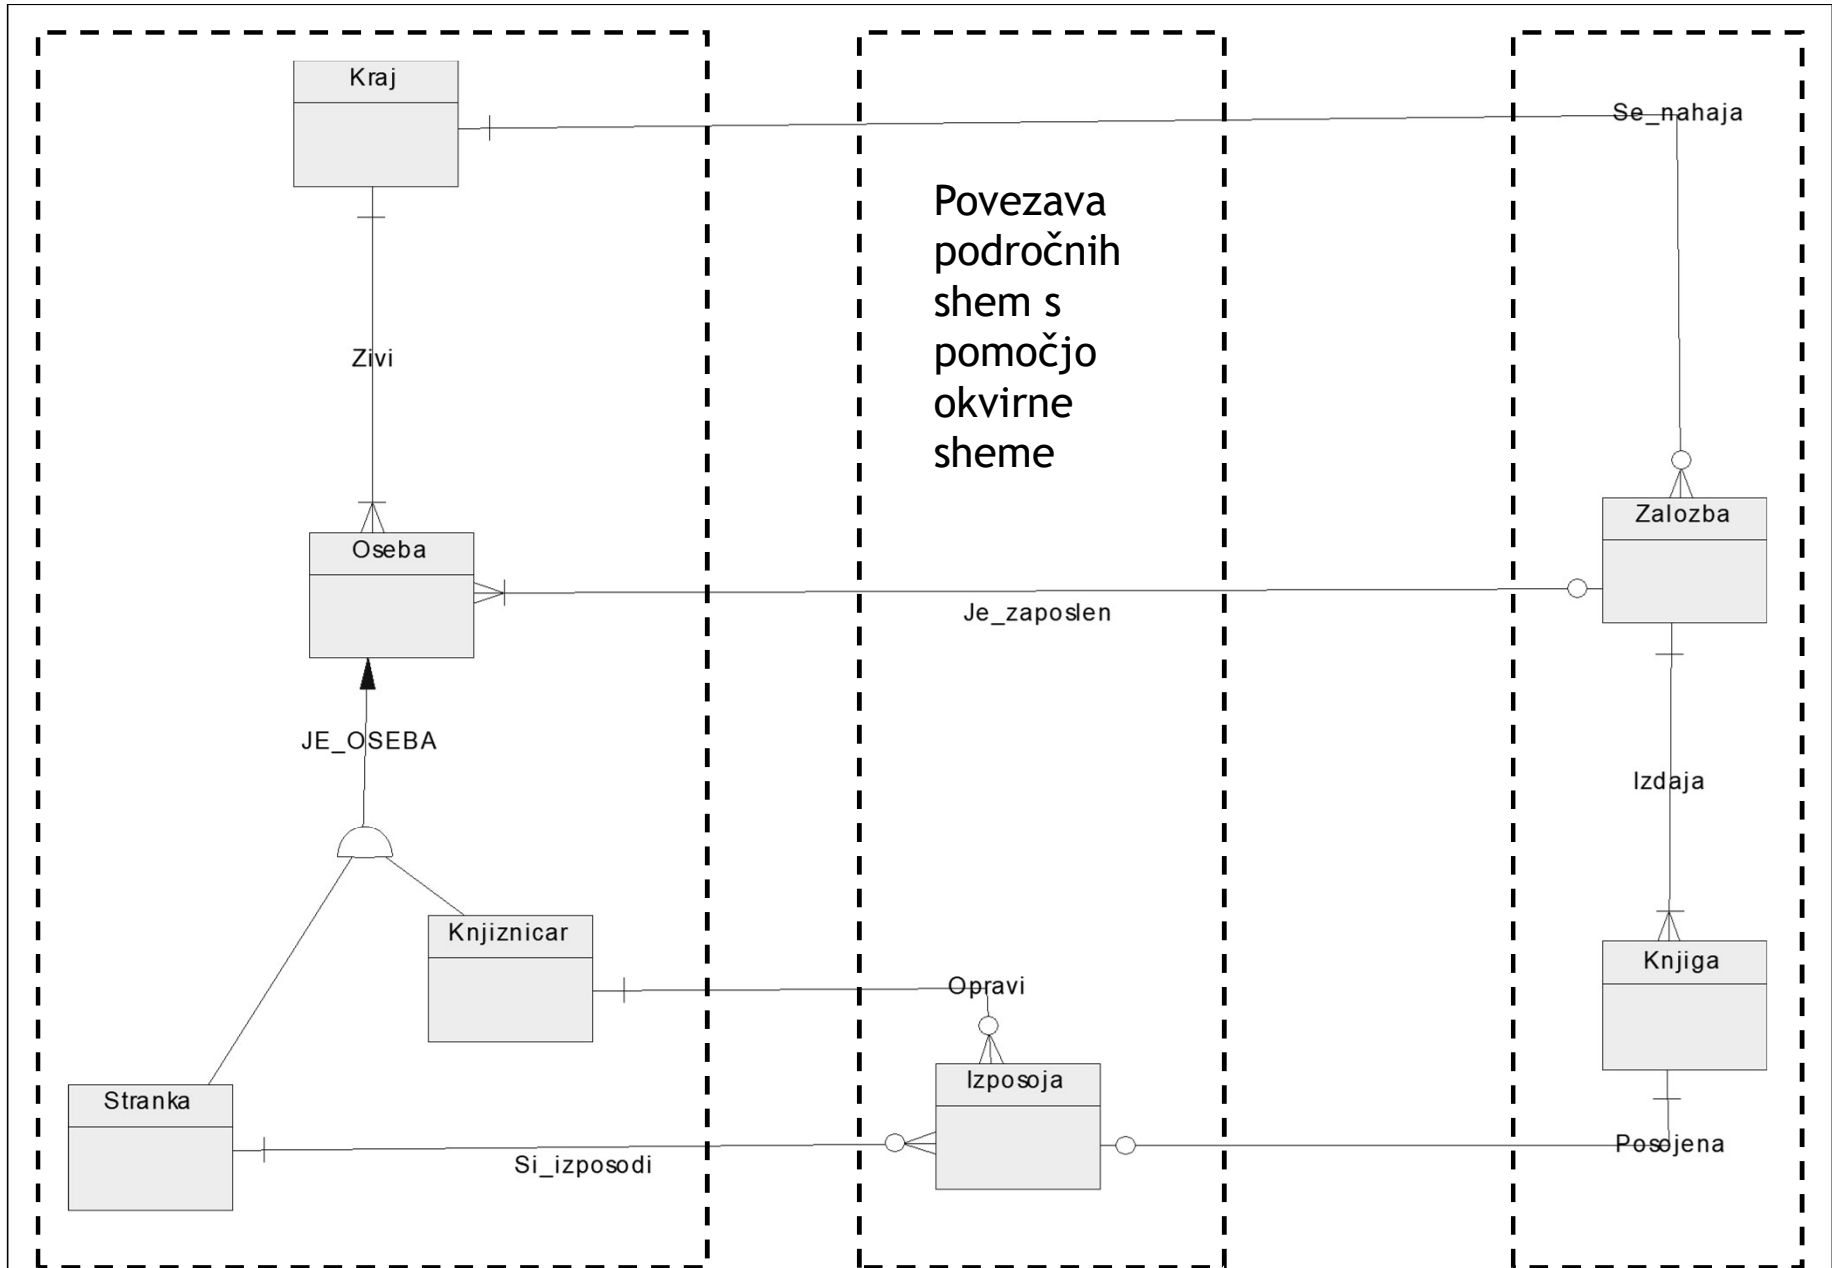 Kraj
Se_nahaja
Povezava
področnih
shem s
pomočjo
okvirne
sheme
Zivi
Zalozba
Oseba
Je_zaposlen
JE_OSEBA
Izdaja
Knjiznicar
Knjiga
Opravi
Izposoja
Stranka
Posojena
Si_izposodi